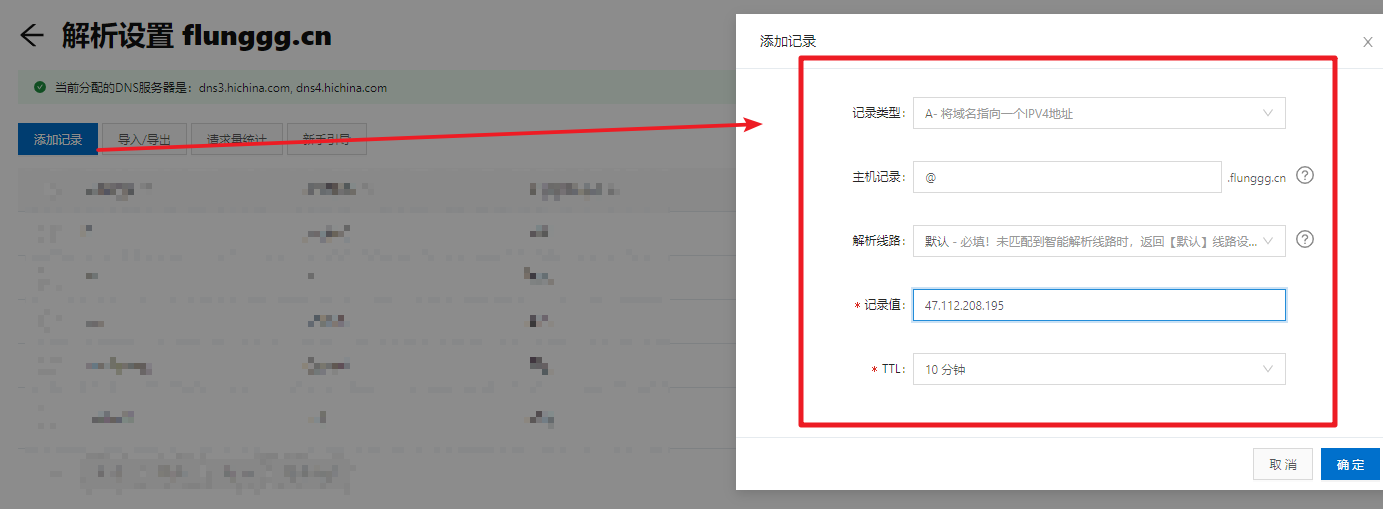 解析设置 flunggg.cn
当前分配的DNS服务器是：dns3.hichina.com, dns4.hichina.com
添加记录
导入/导出
请求量统计
新手引导
添加记录
记录类型：
A- 将域名指向一个IPV4地址
主机记录：
@
.flunggg.cn
解析线路：
默认 - 必填！未匹配到智能解析线路时，返回【默认】线路设...
* 记录值：
47.112.208.195
* TTL：
10 分钟
取 消
确 定